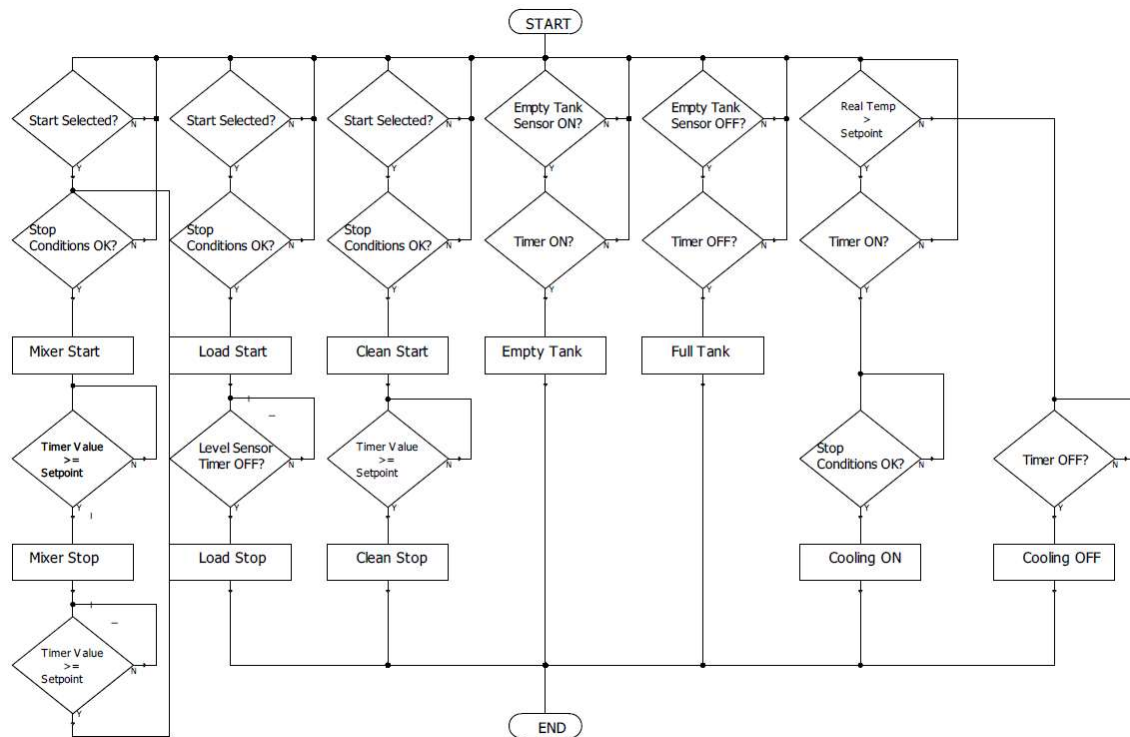 START
Start Selected?
N
Y
Start Selected?
N
Y
Start Selected?
N
Y
Empty Tank
Sensor ON?
N
Y
Empty Tank
Sensor OFF?
N
Y
Real Temp
>
Setpoint
N
Y
Stop
Conditions OK?
N
Y
Stop
Conditions OK?
N
Y
Stop
Conditions OK?
N
Y
Timer ON?
N
Y
Timer OFF?
N
Y
Timer ON?
N
Y
Mixer Start
Load Start
Clean Start
Empty Tank
Full Tank
Timer Value
>=
Setpoint
N
Y
Level Sensor
Timer OFF?
N
Y
Timer Value
>=
Setpoint
N
Y
Stop
Conditions OK?
N
Y
Timer OFF?
N
Y
Mixer Stop
Load Stop
Clean Stop
Cooling ON
Cooling OFF
Timer Value
>=
Setpoint
N
Y
END